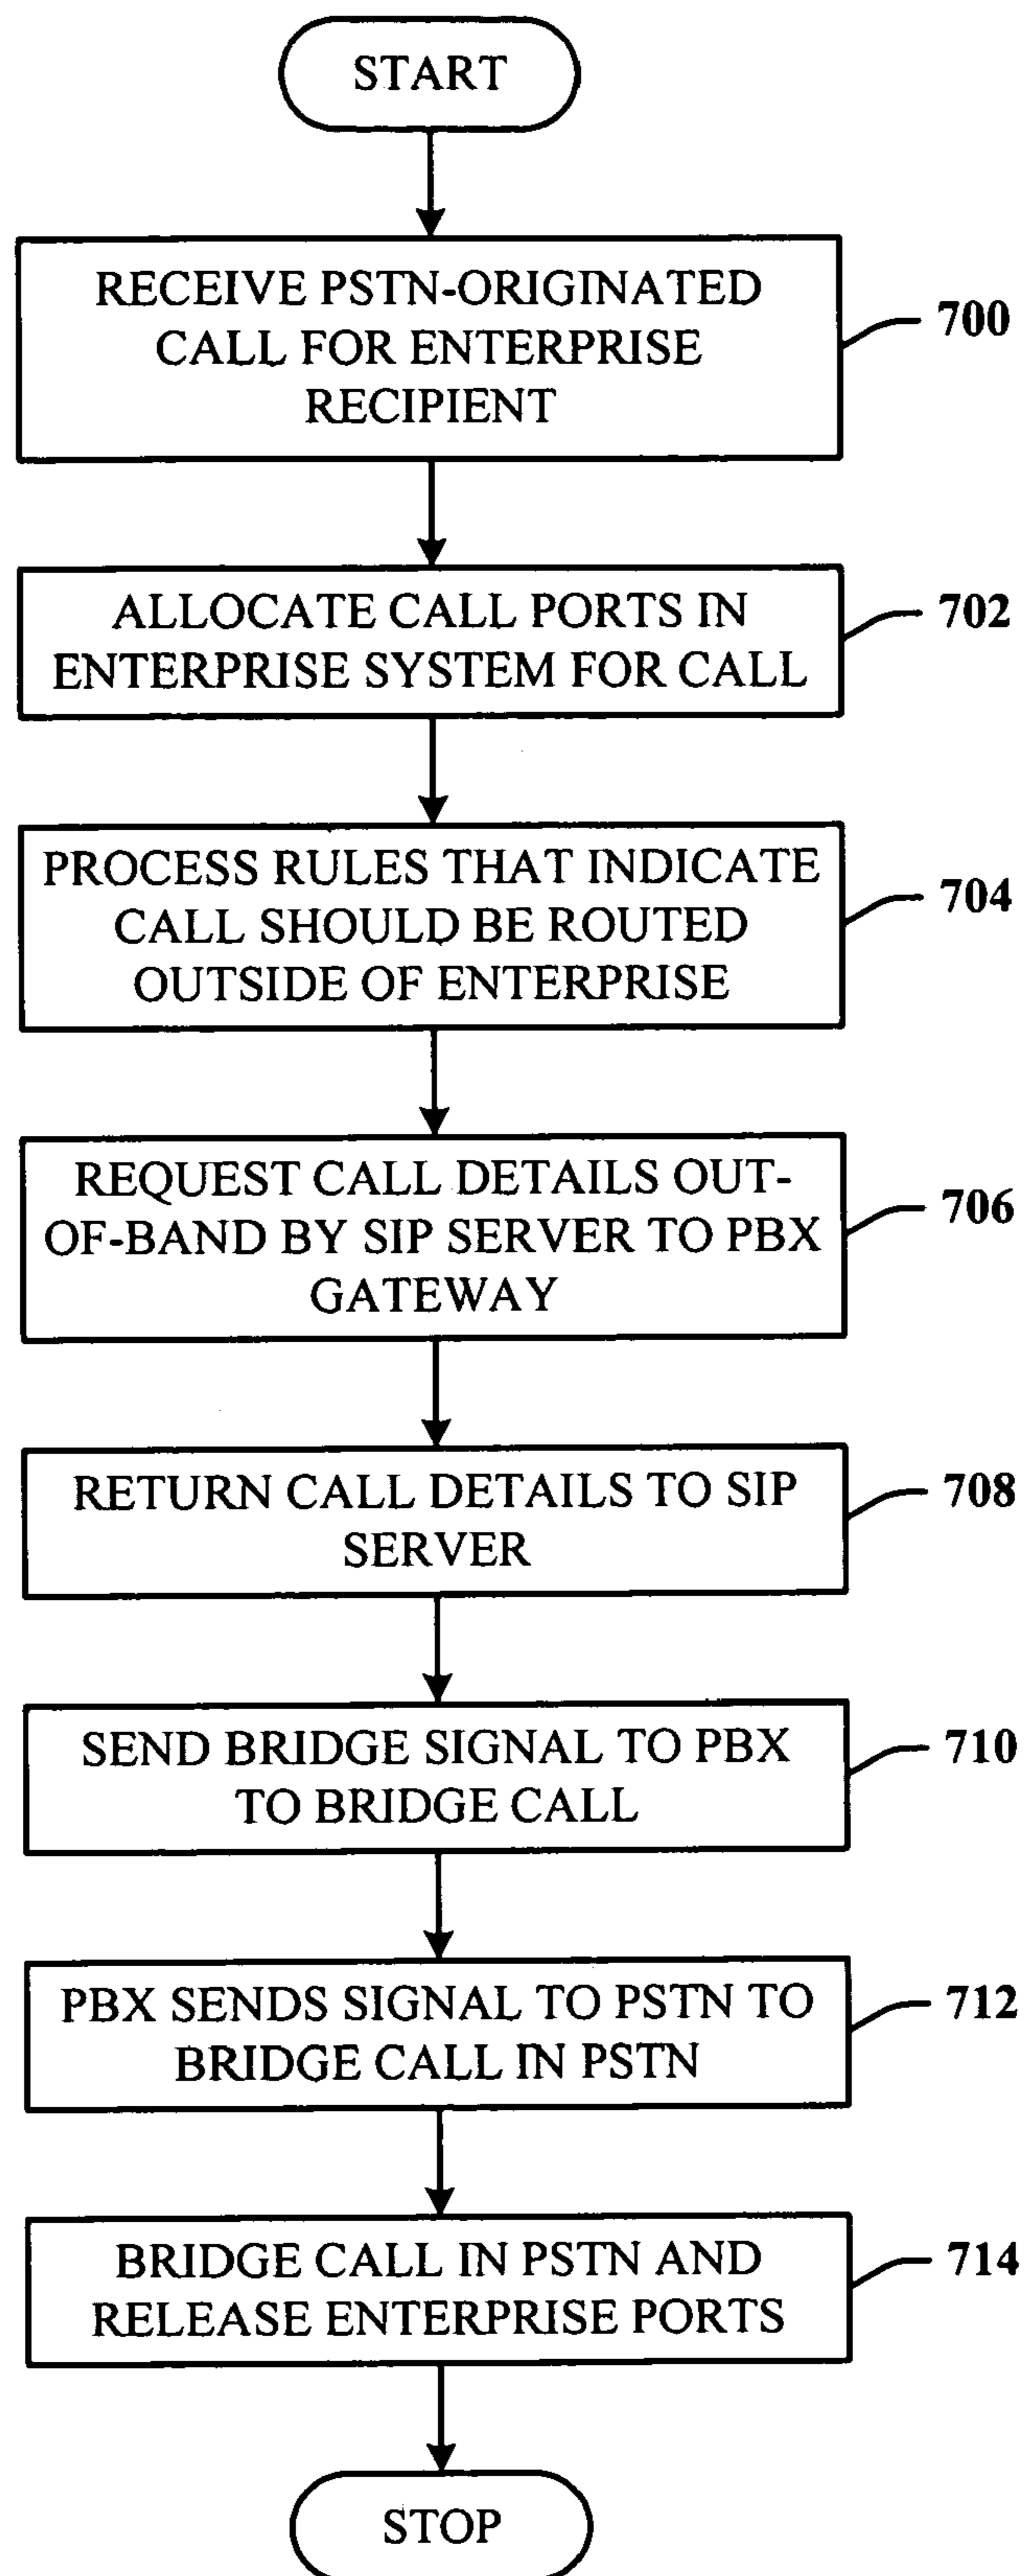 START
RECEIVE PSTN-ORIGINATED
CALL FOR ENTERPRISE
RECIPIENT
700
ALLOCATE CALL PORTS IN
ENTERPRISE SYSTEM FOR CALL
702
PROCESS RULES THAT INDICATE
CALL SHOULD BE ROUTED
OUTSIDE OF ENTERPRISE
704
REQUEST CALL DETAILS OUT-
OF-BAND BY SIP SERVER TO PBX
GATEWAY
706
RETURN CALL DETAILS TO SIP
SERVER
708
SEND BRIDGE SIGNAL TO PBX
TO BRIDGE CALL
710
PBX SENDS SIGNAL TO PSTN TO
BRIDGE CALL IN PSTN
712
BRIDGE CALL IN PSTN AND
RELEASE ENTERPRISE PORTS
714
STOP